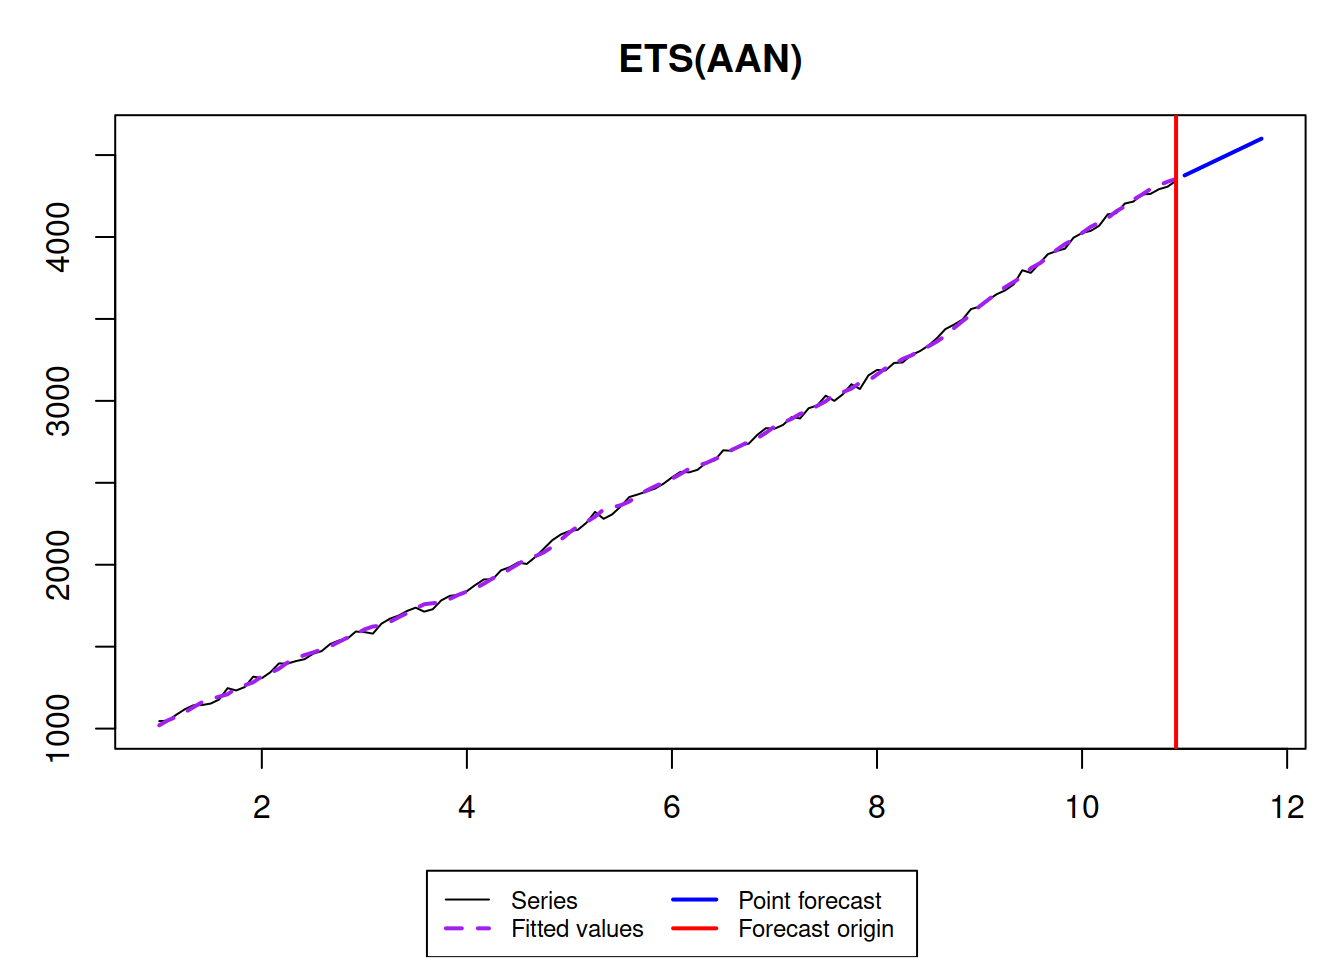 ETS(AAN)
4000
3000
2000
1000
2 4 6 8 10 12
Series
Fitted values
Point forecast
Forecast origin